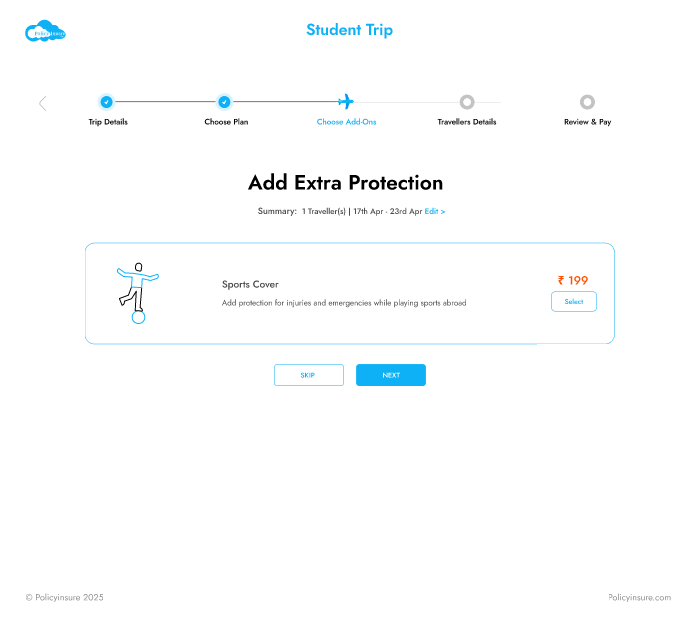 Policyinsure
Student Trip
Trip Details
Choose Plan
Choose Add-Ons
Travellers Details
Review & Pay
Add Extra Protection
Summary: 1 Traveller(s) | 17th Apr - 23rd Apr Edit >
Sports Cover
Add protection for injuries and emergencies while playing sports abroad
₹ 199
Select
SKIP
NEXT
© Policyinsure 2025
Policyinsure.com